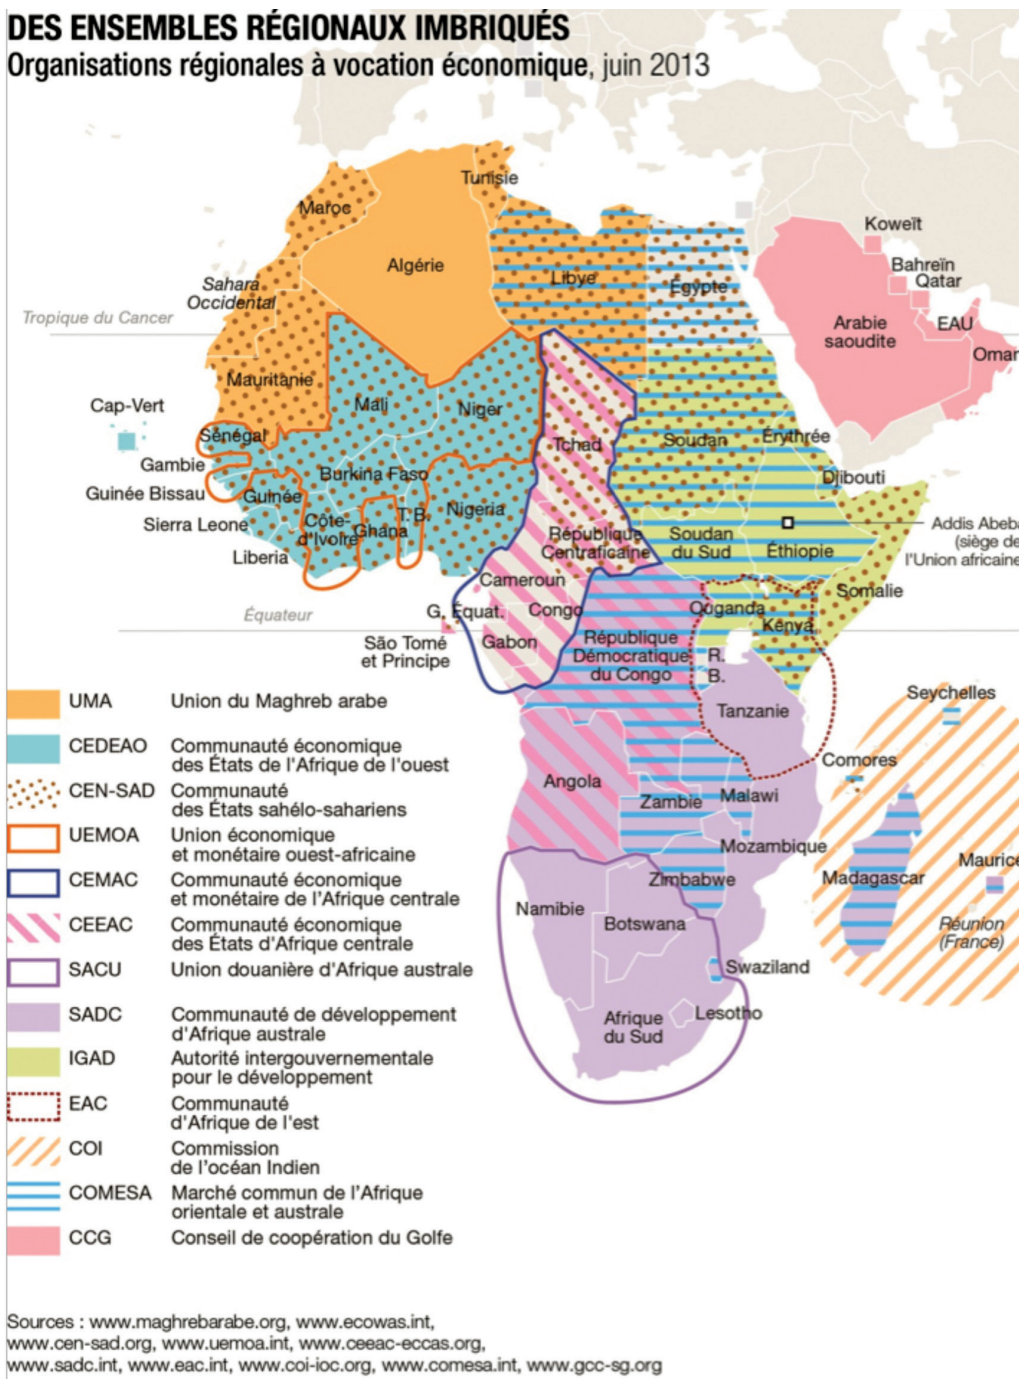 DES ENSEMBLES RÉGIONAUX IMBRIQUÉS
Organisations régionales à vocation économique, juin 2013
Tunisie
Maroc
Koweït
Algérie
Bahreïn
Libye
Égypte
Qatar
Sahara
Occidental
Tropique du Cancer
Arabie
saoudite
EAU
Oman
Mauritanie
Cap-Vert
Mali
Niger
Sénégal
Tchad
Soudan
Érythrée
Gambie
Burkina Faso
Djibouti
Guinée Bissau
Guinée
Nigeria
Sierra Leone
Côte-
d'Ivoire
Ghana
T.
B.
Liberia
République
Centraficaine
Soudan
du Sud
Éthiopie
Addis Abeba
(siège de
l'Union africaine
Cameroun
Somalie
Équateur
G. Équat.
Congo
Ouganda
Kenya
São Tomé
et Principe
Gabon
République
Démocratique
du Congo
R.
B.
Tanzanie
Seychelles
Comores
Angola
Zambie
Malawi
Mozambique
Maurice
Zimbabwe
Madagascar
Namibie
Botswana
Réunion
(France)
Swaziland
Afrique
du Sud
Lesotho
UMA Union du Maghreb arabe
CEDEAO Communauté économique
des États de l'Afrique de l'ouest
CEN-SAD Communauté
des États sahélo-sahariens
UEMOA Union économique
et monétaire ouest-africaine
CEMAC Communauté économique
et monétaire de l'Afrique centrale
CEEAC Communauté économique
des États d'Afrique centrale
SACU Union douanière d'Afrique australe
SADC Communauté de développement
d'Afrique australe
IGAD Autorité intergouvernementale
pour le développement
EAC Communauté
d'Afrique de l'est
COI Commission
de l'océan Indien
COMESA Marché commun de l'Afrique
orientale et australe
CCG Conseil de coopération du Golfe
Sources : www.maghrebarabe.org, www.ecowas.int,
www.cen-sad.org, www.uemoa.int, www.ceeac-eccas.org,
www.sadc.int, www.eac.int, www.coi-ioc.org, www.comesa.int, www.gcc-sg.org